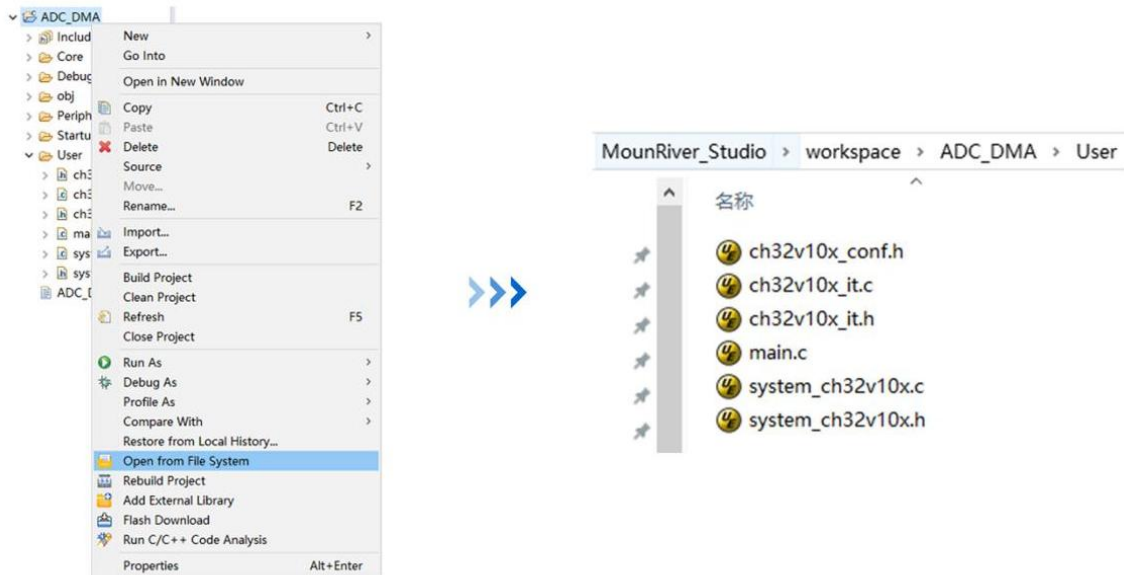 ADC_DMA
Includ
Core
Debug
obj
Periph
Startu
User
ch3
ch3
ch3
ma
sys
sys
ADC_D
New
Go Into
Open in New Window
Copy Ctrl+C
Paste Ctrl+V
Delete Delete
Source
Move...
Rename... F2
Import...
Export...
Build Project
Clean Project
Refresh F5
Close Project
Run As
Debug As
Profile As
Compare With
Restore from Local History...
Open from File System
Rebuild Project
Add External Library
Flash Download
Run C/C++ Code Analysis
Properties Alt+Enter
MounRiver_Studio › workspace › ADC_DMA › User
名称
ch32v10x_conf.h
ch32v10x_it.c
ch32v10x_it.h
main.c
system_ch32v10x.c
system_ch32v10x.h